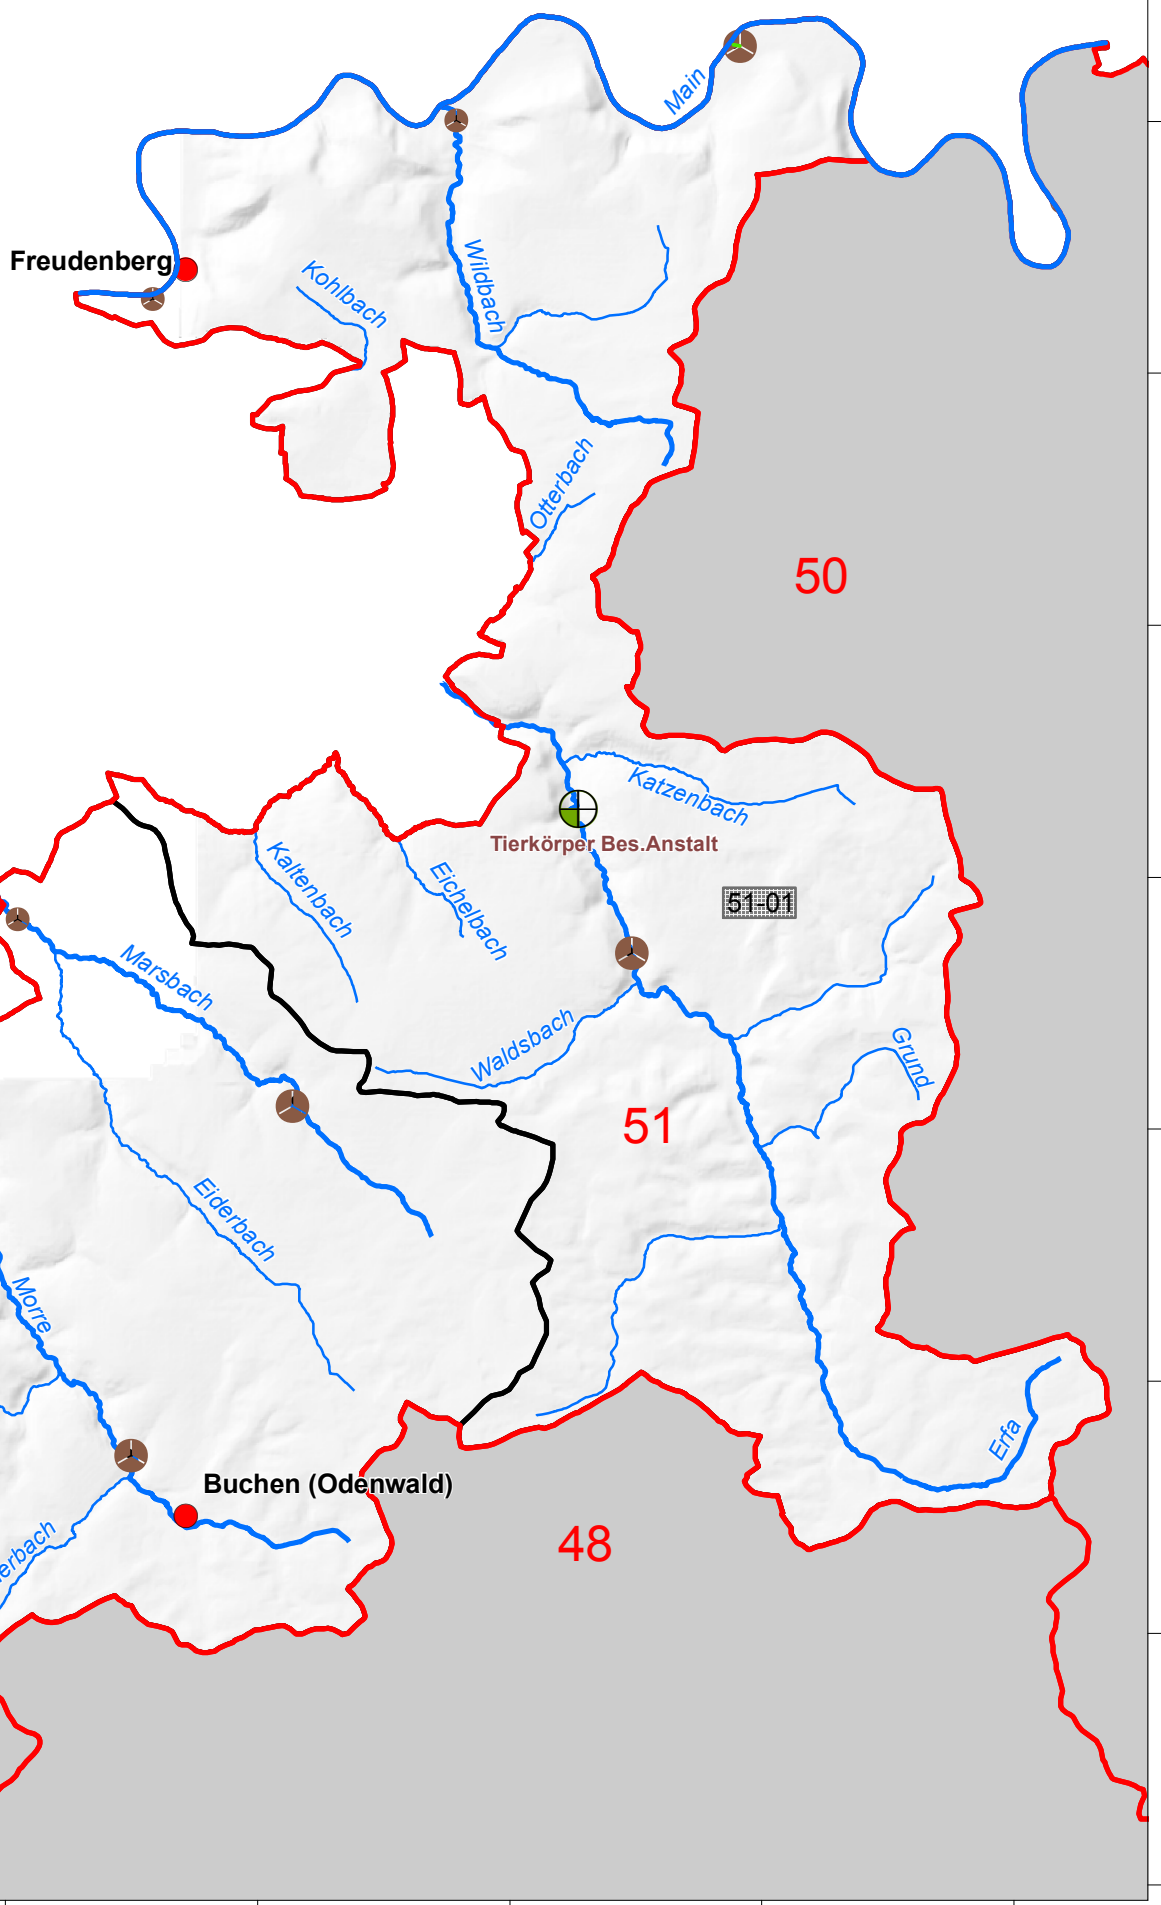 Main
Freudenberg
Kohlbach
Wildbach
Otterbach
50
Katzenbach
Tierkörper Bes.Anstalt
Kaltenbach
Eichelbach
51-01
Marsbach
Waldsbach
Grund
51
Eiderbach
Morre
Erfa
Buchen (Odenwald)
48
erbach